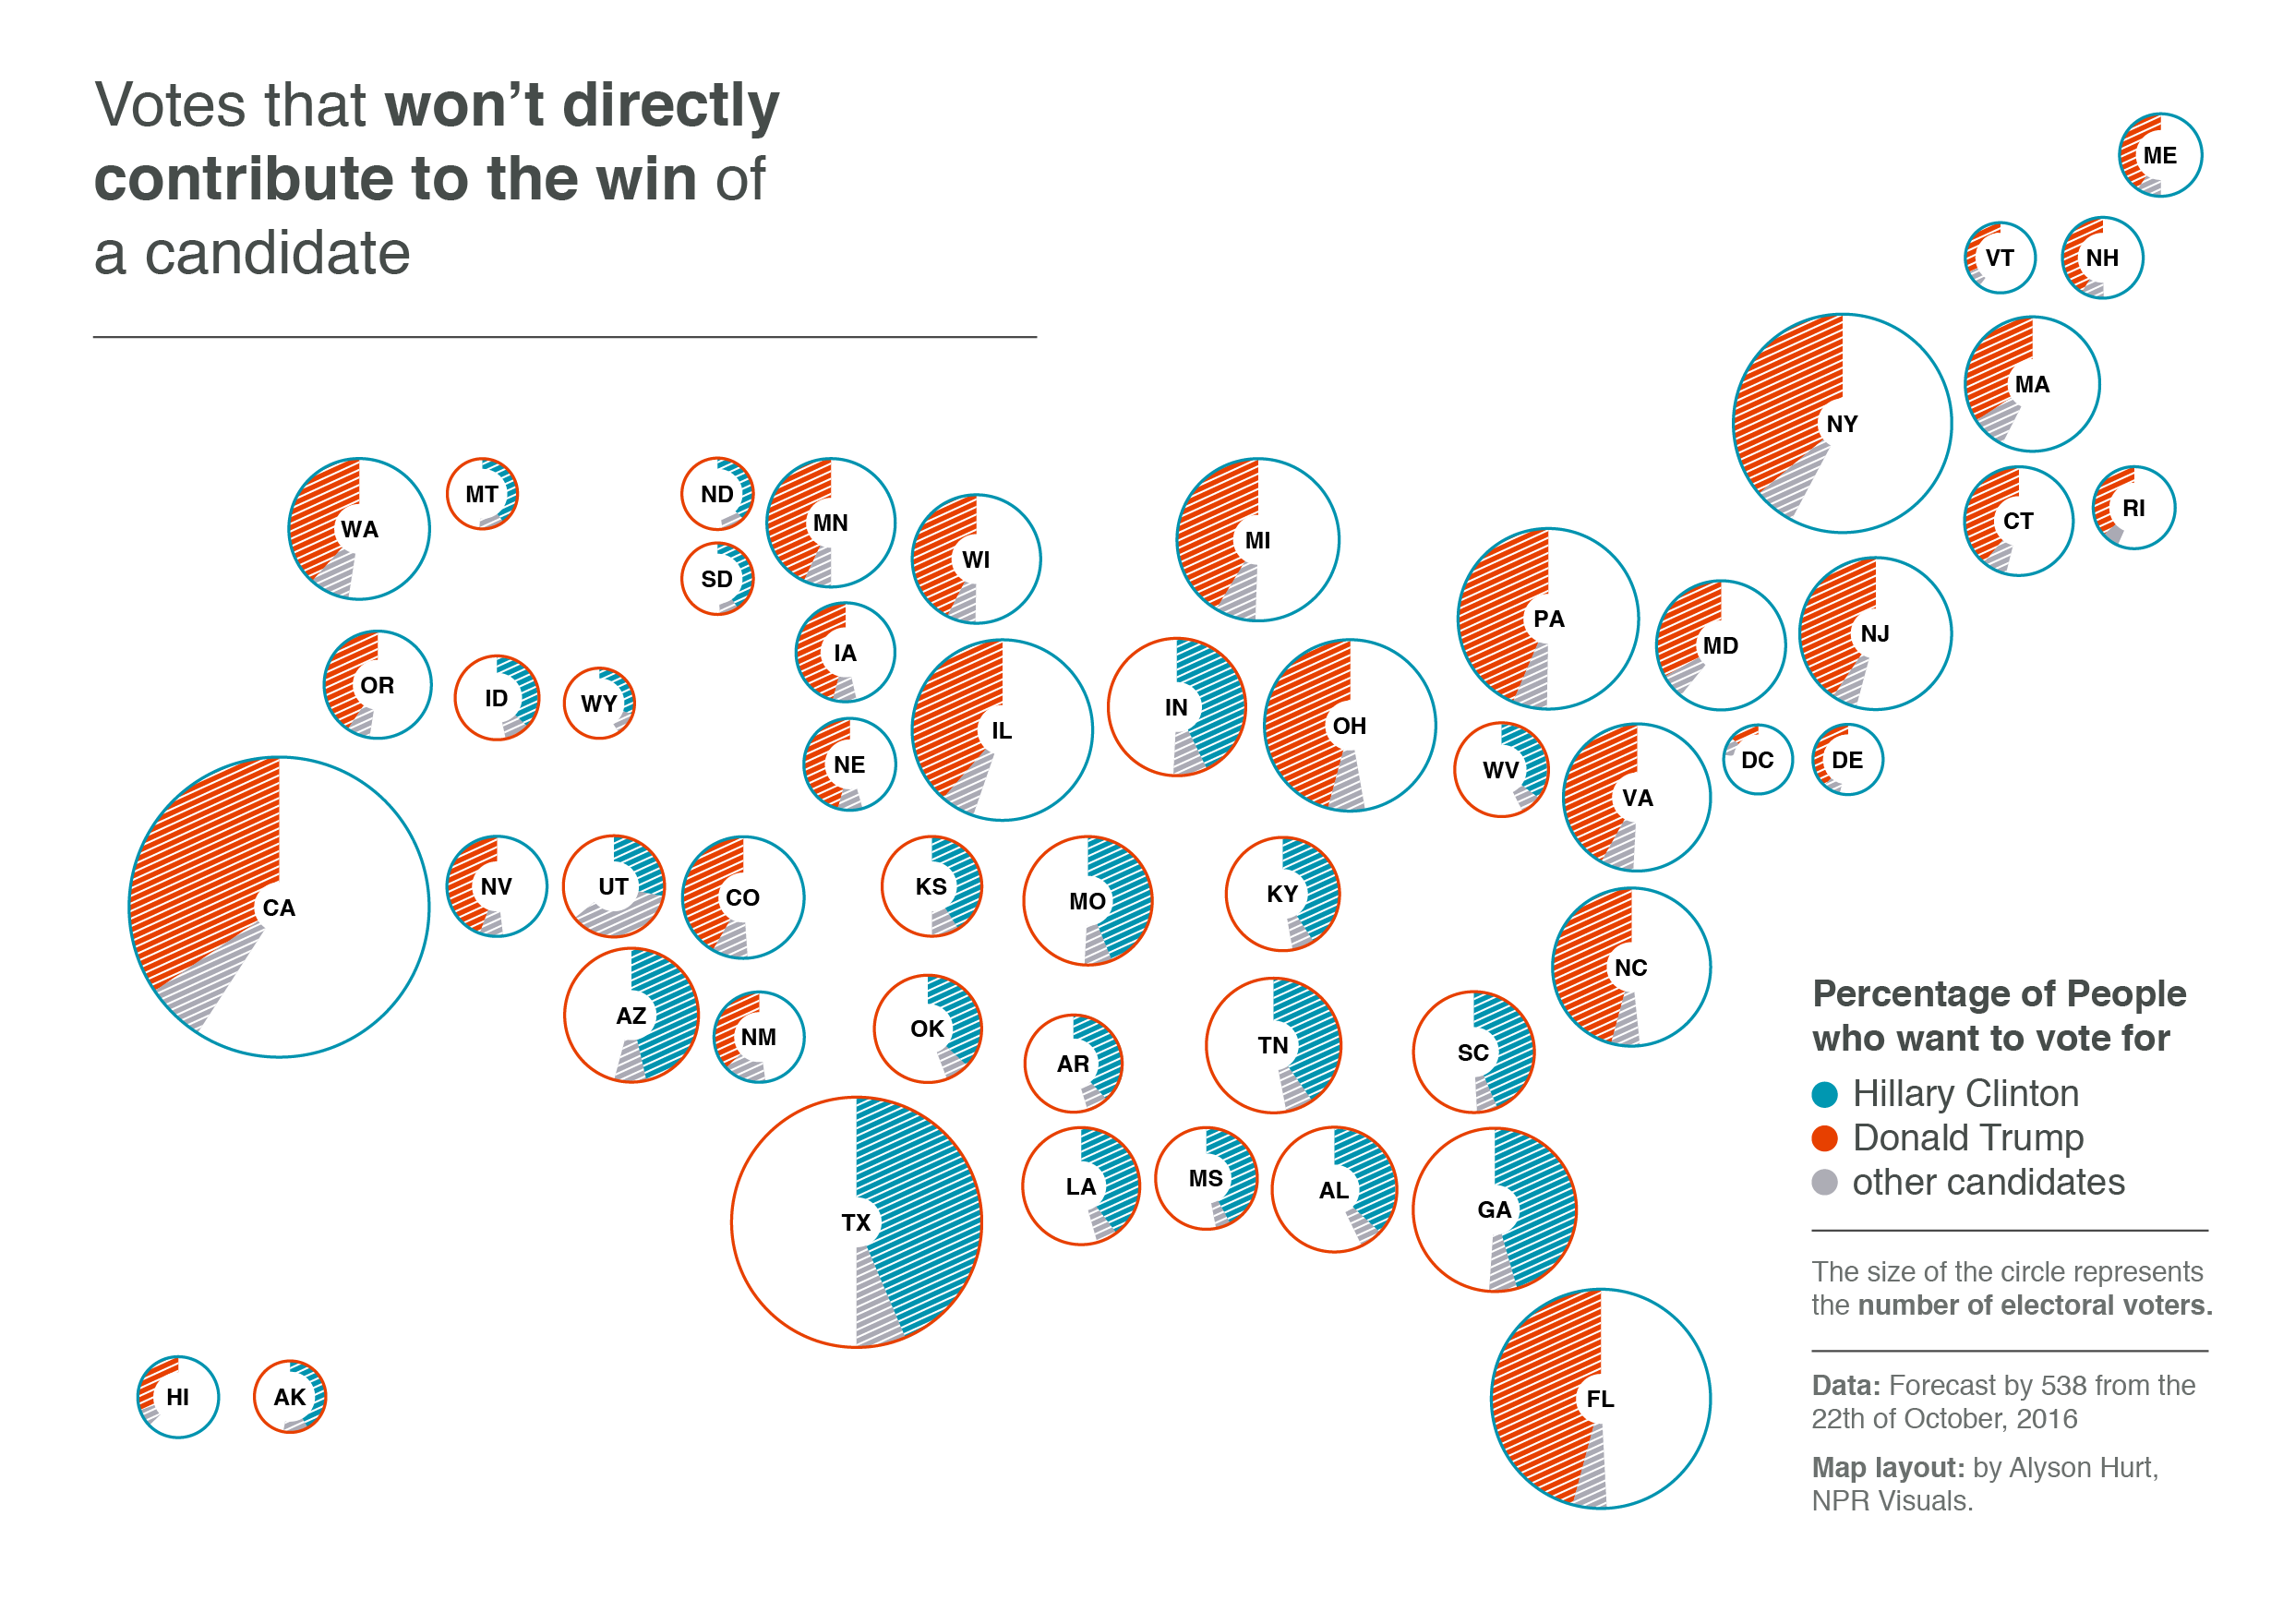 Votes that won’t directly
contribute to the win of
a candidate
ME
VT
NH
NY
MA
WA
MT
ND
MN
WI
MI
CT
RI
SD
PA
MD
NJ
OR
ID
WY
IA
IL
IN
OH
NE
WV
VA
DC
DE
CA
NV
UT
CO
KS
MO
KY
NC
AZ
NM
OK
AR
TN
SC
TX
LA
MS
AL
GA
HI
AK
FL
Percentage of People
who want to vote for
Hillary Clinton
Donald Trump
other candidates
The size of the circle represents
the number of electoral voters.
Data: Forecast by 538 from the
22th of October, 2016
Map layout: by Alyson Hurt,
NPR Visuals.